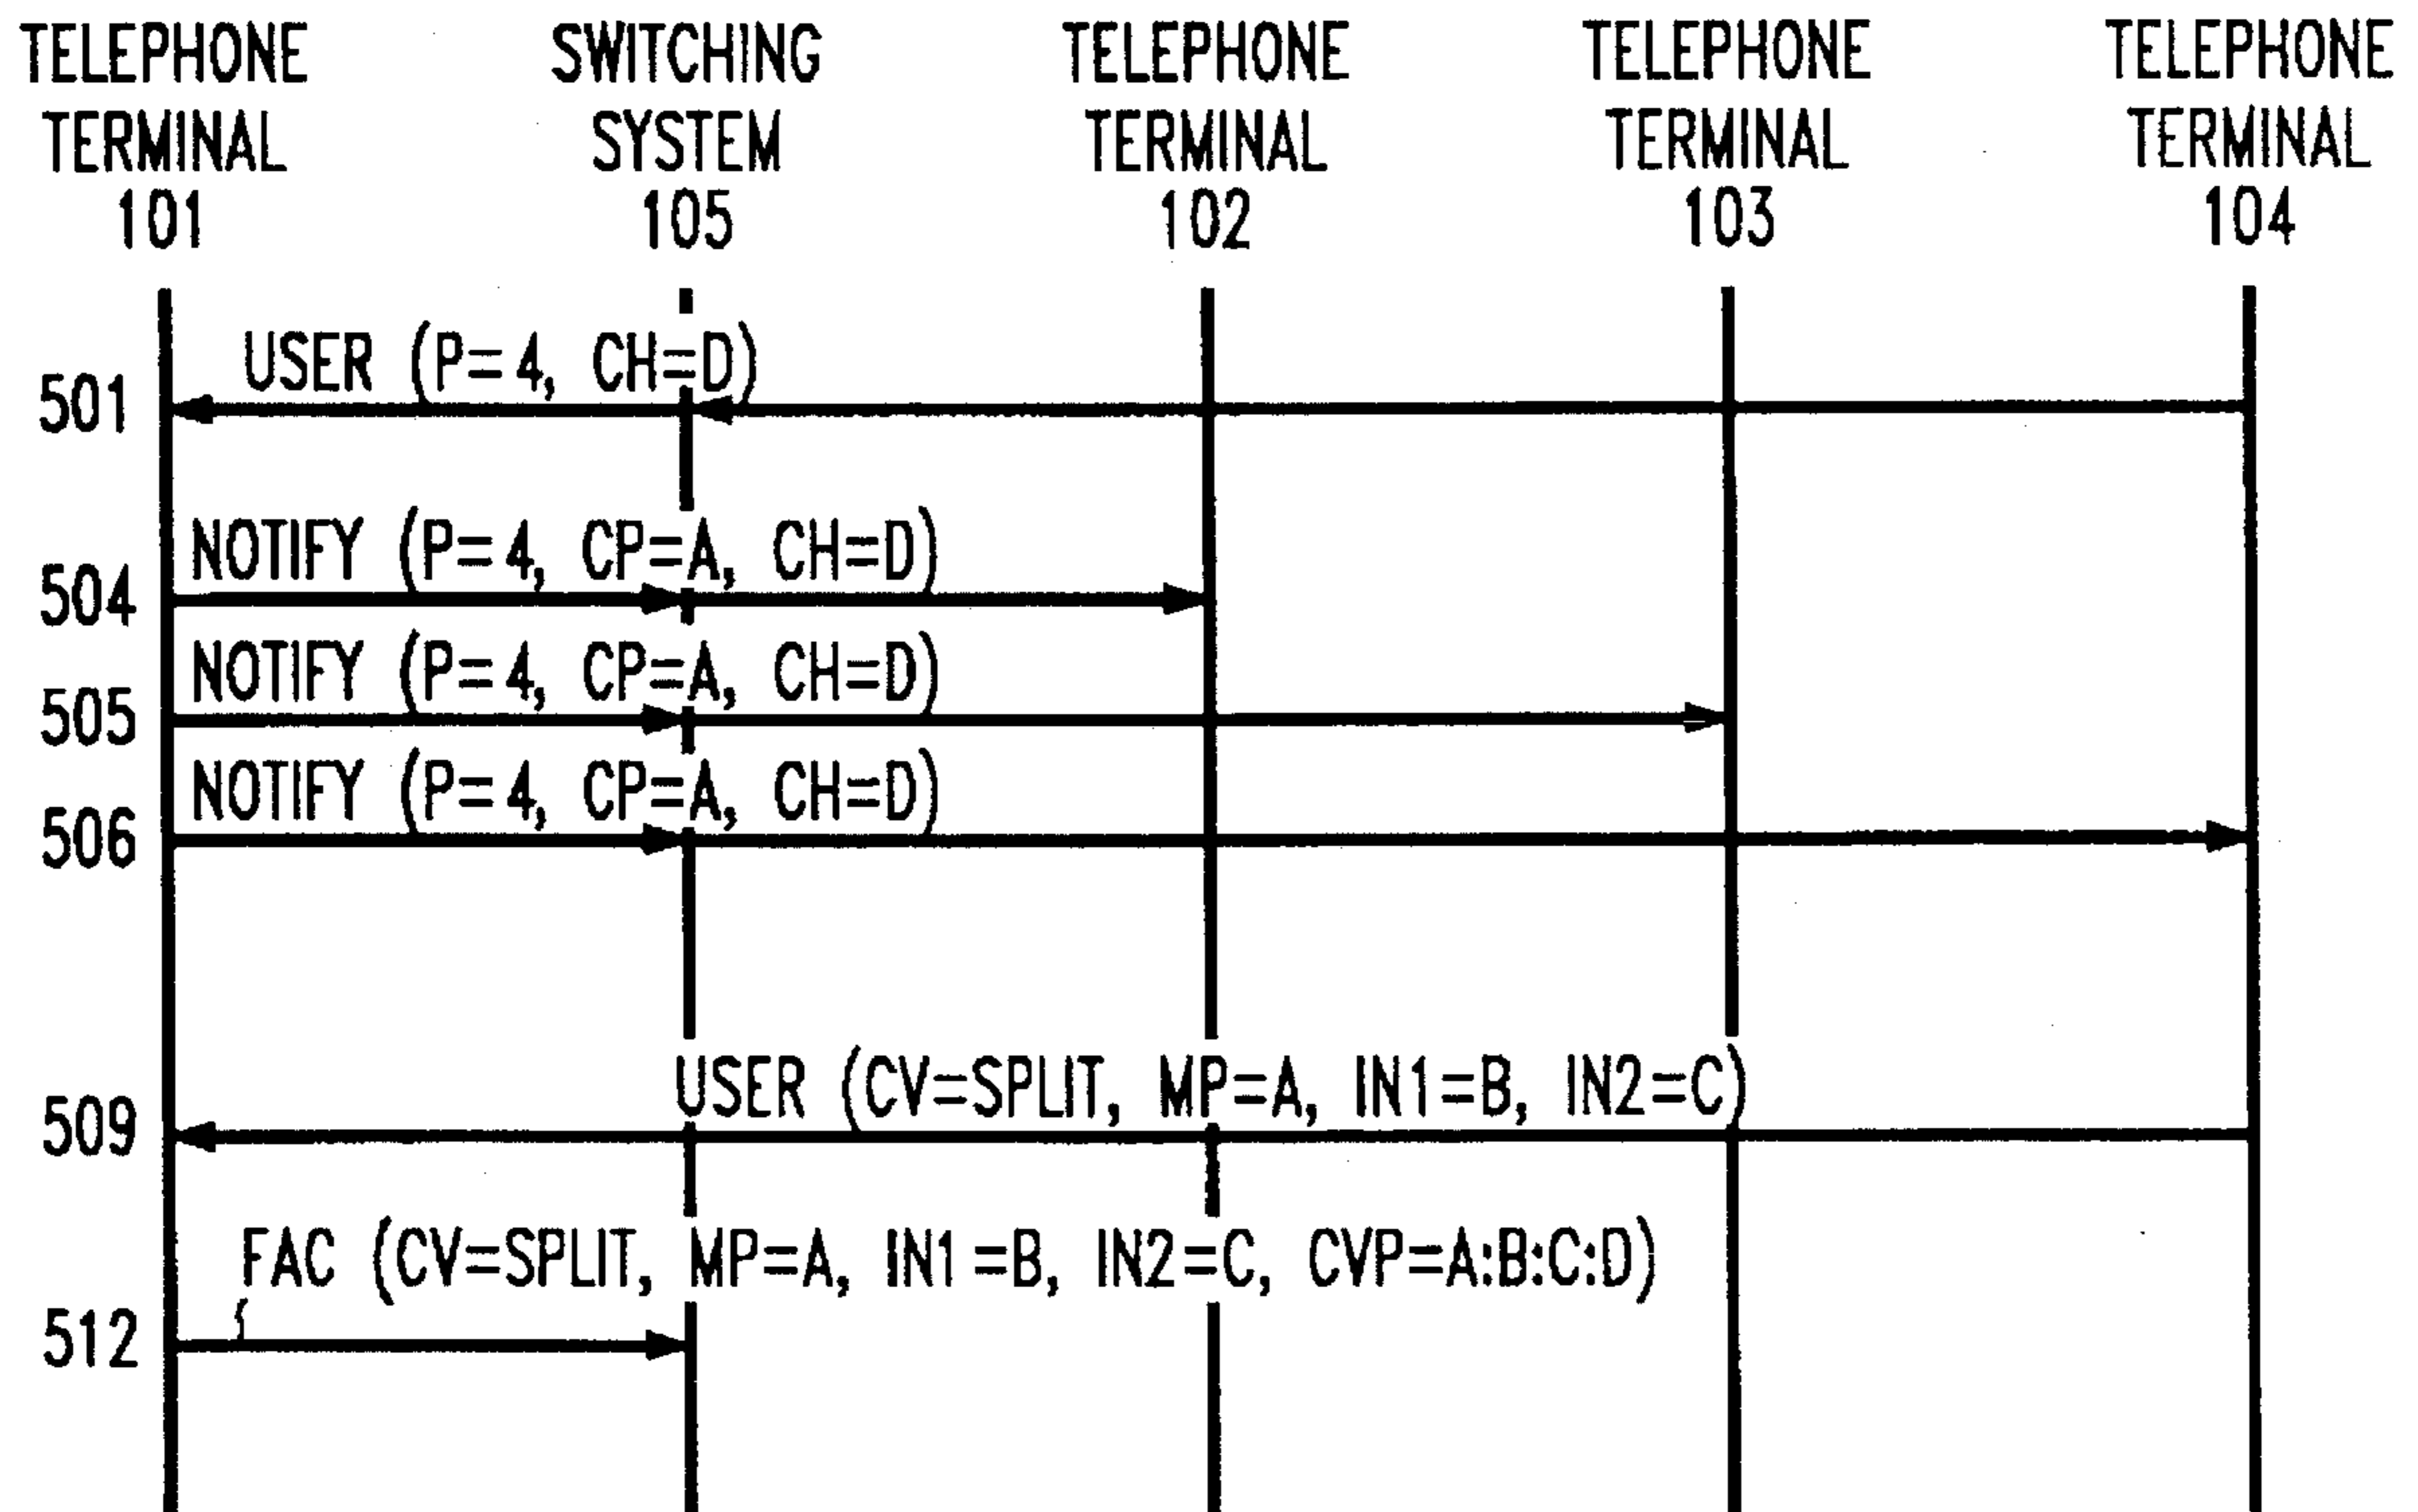 TELEPHONE SWITCHING TELEPHONE TELEPHONE TELEPHONE
TERMINAL SYSTEM TERMINAL TERMINAL TERMINAL
101 105 102 103 104
USER (P=4, CH=D)
501
NOTIFY (P=4, CP=A, CH=D)
504
NOTIFY (P=4, CP=A, CH=D)
505
NOTIFY (P=4, CP=A, CH=D)
506
USER (CV=SPLIT, MP=A, IN1=B, IN2=C)
509
FAC (CV=SPLIT, MP=A, IN1=B, IN2=C, CVP=A:B:C:D)
512